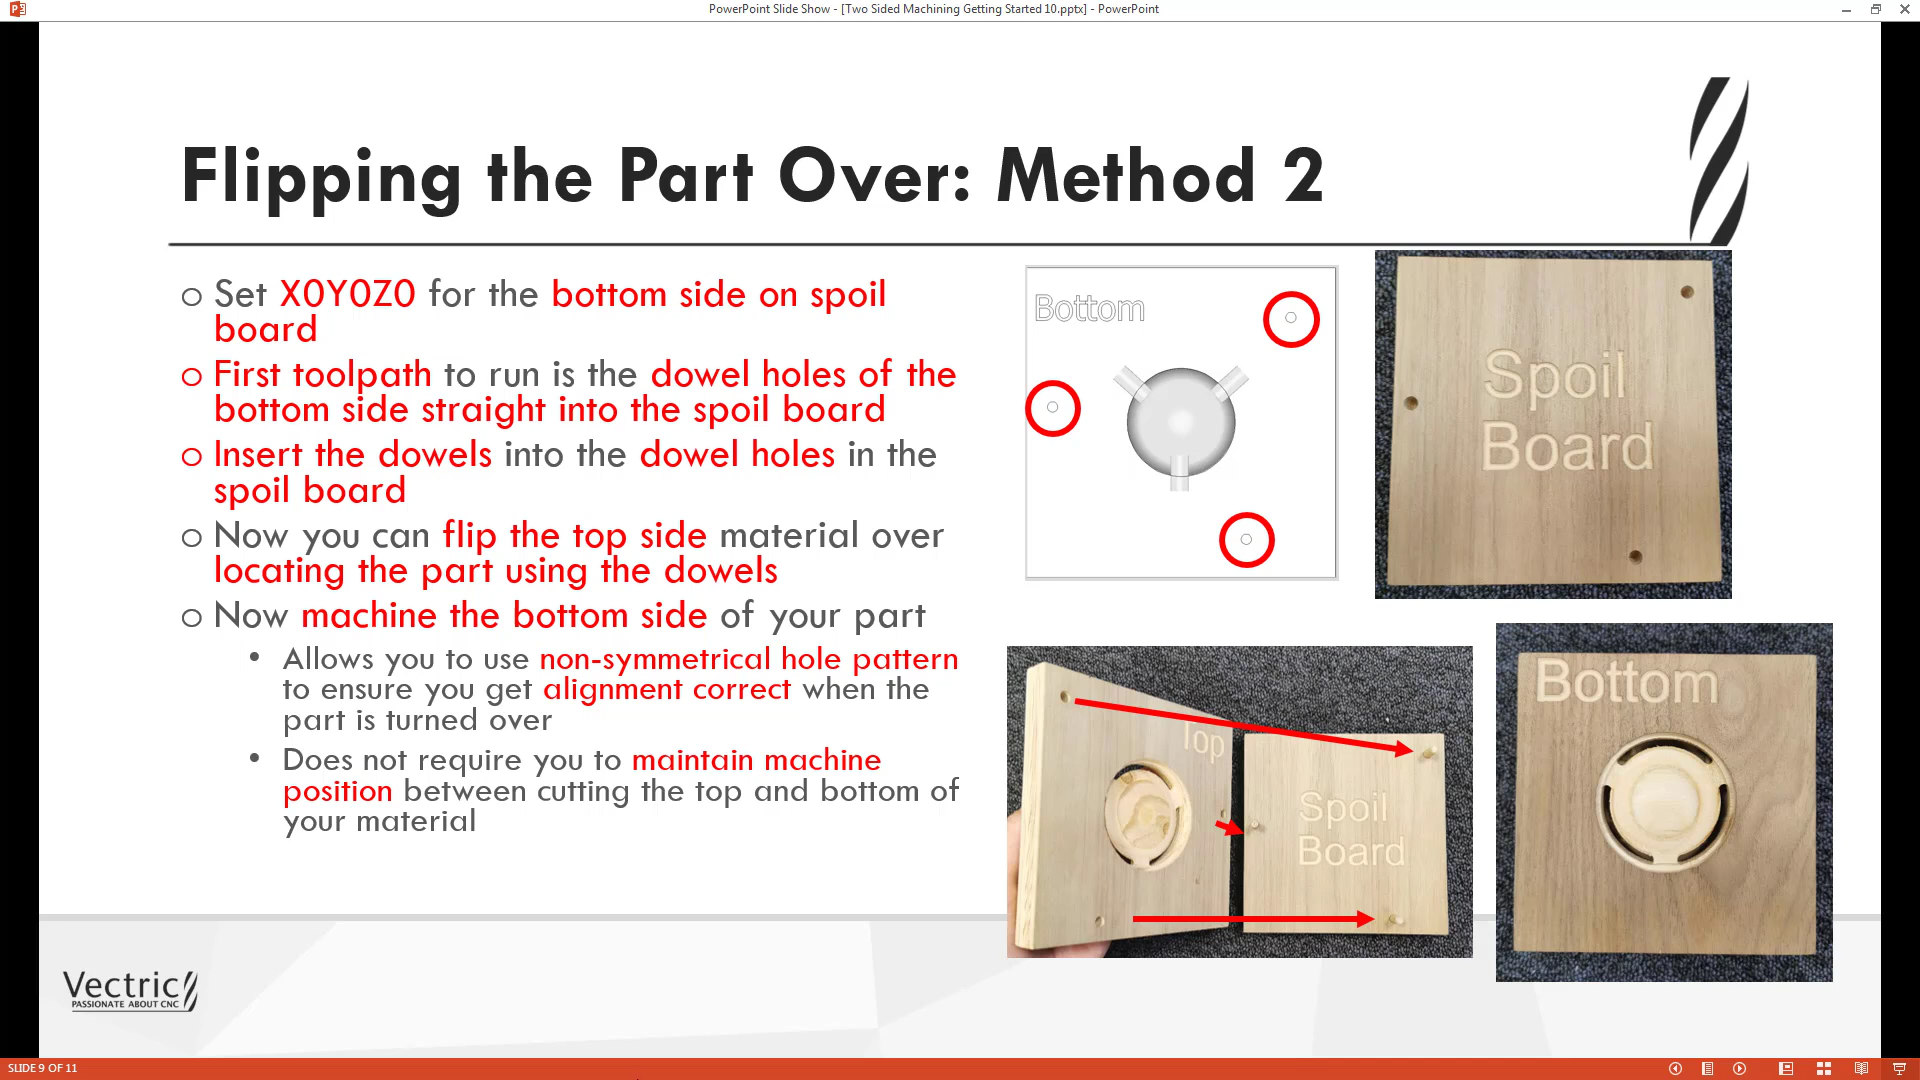 PowerPoint Slide Show - [Two Sided Machining Getting Started 10.pptx] - PowerPoint
Flipping the Part Over: Method 2
Set X0Y0Z0 for the bottom side on spoil
board
First toolpath to run is the dowel holes of the
bottom side straight into the spoil board
Insert the dowels into the dowel holes in the
spoil board
Now you can flip the top side material over
locating the part using the dowels
Now machine the bottom side of your part
Allows you to use non-symmetrical hole pattern
to ensure you get alignment correct when the
part is turned over
Does not require you to maintain machine
position between cutting the top and bottom of
your material
Bottom
Spoil
Board
Top
Spoil
Board
Bottom
Vectric
PASSIONATE ABOUT CNC
SLIDE 9 OF 11